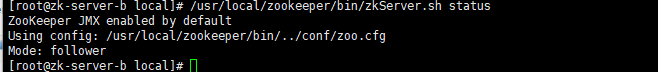 [root@zk-server-b local]# /usr/local/zookeeper/bin/zkServer.sh status
ZooKeeper JMX enabled by default
Using config: /usr/local/zookeeper/bin/../conf/zoo.cfg
Mode: follower
[root@zk-server-b local]#